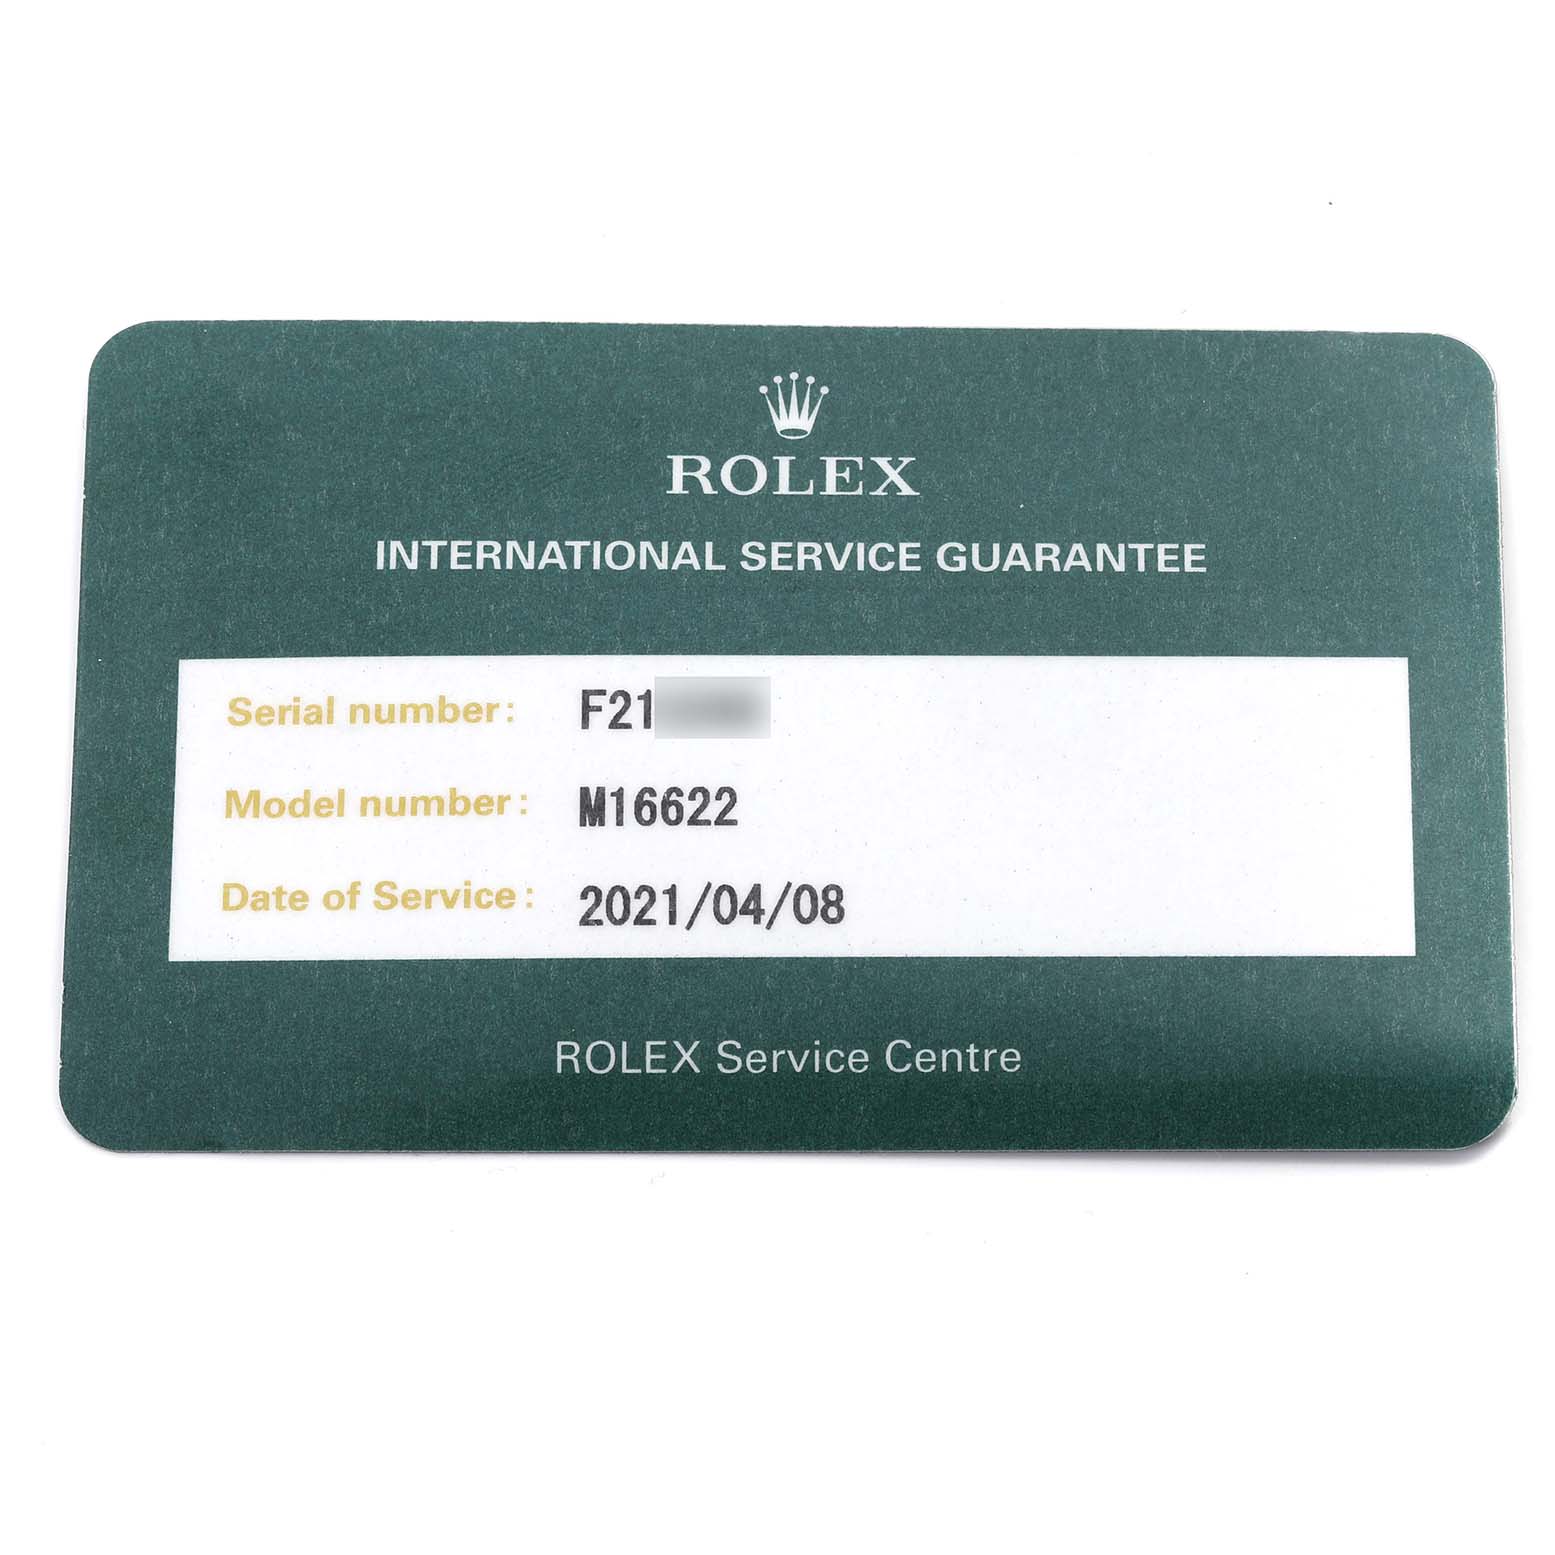 ROLEX
INTERNATIONAL SERVICE GUARANTEE
Serial number: F21
Model number: M16622
Date of Service: 2021/04/08
ROLEX Service Centre